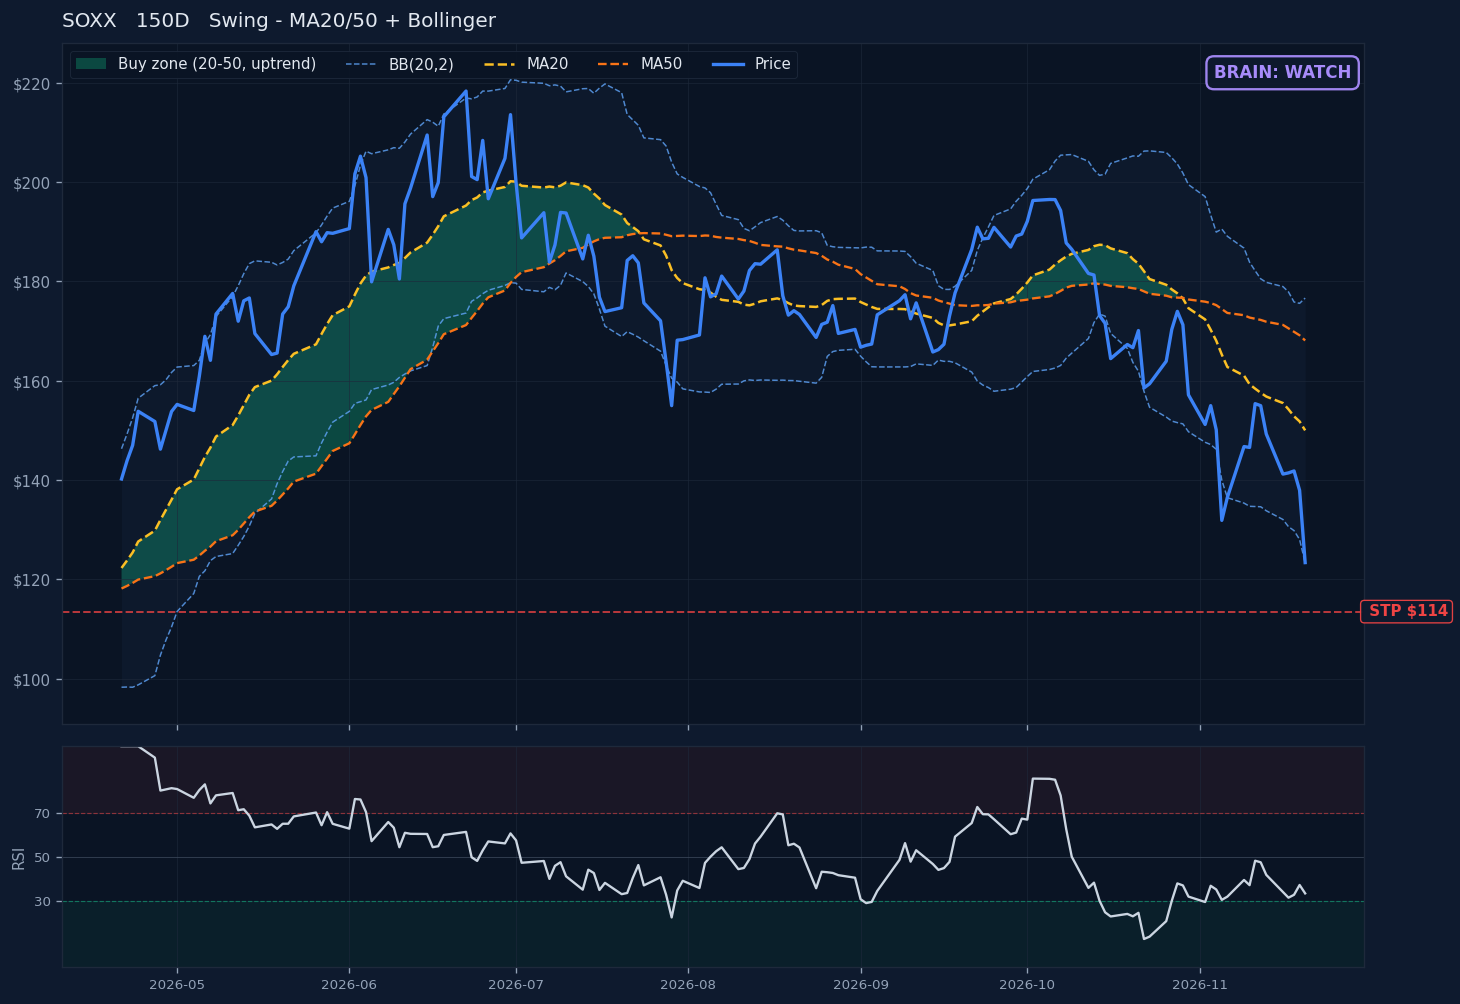 SOXX   150D   Swing - MA20/50 + Bollinger
Buy zone (20-50, uptrend)   BB(20,2)   MA20   MA50   Price
BRAIN: WATCH
$220
$200
$180
$160
$140
$120
$100
STP $114
RSI
70
50
30
2026-05   2026-06   2026-07   2026-08   2026-09   2026-10   2026-11